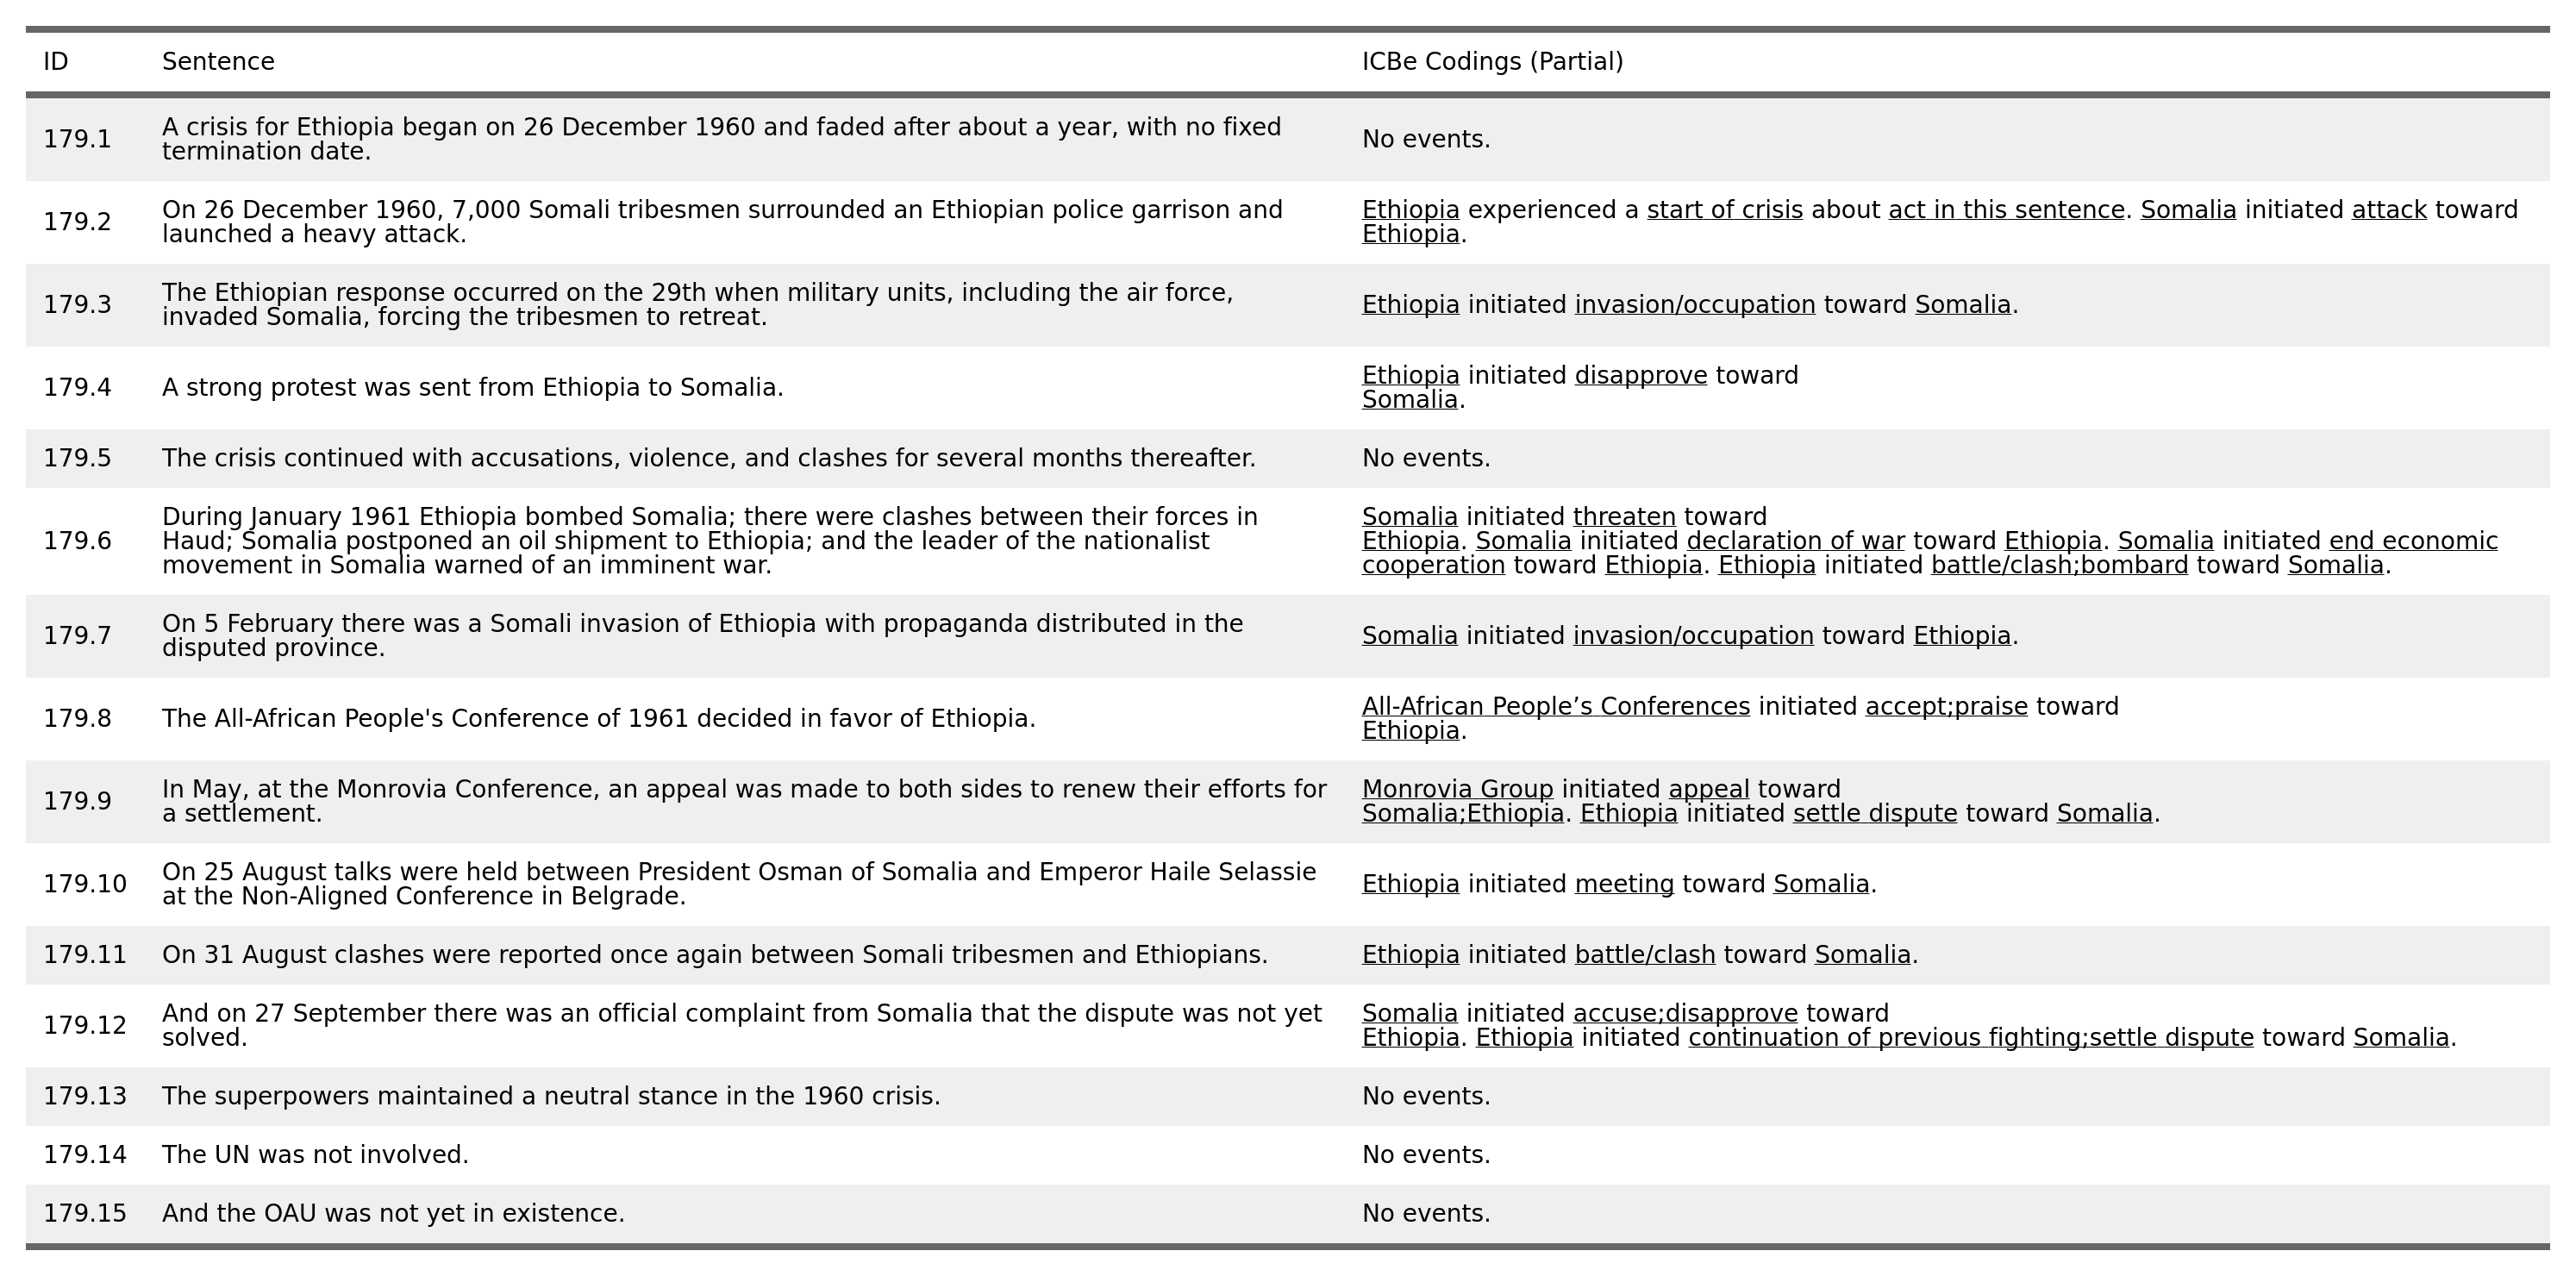 ID Sentence ICBe Codings (Partial)
179.1 A crisis for Ethiopia began on 26 December 1960 and faded after about a year, with no fixed
termination date.
No events.
179.2 On 26 December 1960, 7,000 Somali tribesmen surrounded an Ethiopian police garrison and
launched a heavy attack.
Ethiopia experienced a start of crisis about act in this sentence. Somalia initiated attack toward
Ethiopia.
179.3 The Ethiopian response occurred on the 29th when military units, including the air force,
invaded Somalia, forcing the tribesmen to retreat.
Ethiopia initiated invasion/occupation toward Somalia.
179.4 A strong protest was sent from Ethiopia to Somalia.
Ethiopia initiated disapprove toward
Somalia.
179.5 The crisis continued with accusations, violence, and clashes for several months thereafter.
No events.
179.6 During January 1961 Ethiopia bombed Somalia; there were clashes between their forces in
Haud; Somalia postponed an oil shipment to Ethiopia; and the leader of the nationalist
movement in Somalia warned of an imminent war.
Somalia initiated threaten toward
Ethiopia. Somalia initiated declaration of war toward Ethiopia. Somalia initiated end economic
cooperation toward Ethiopia. Ethiopia initiated battle/clash;bombard toward Somalia.
179.7 On 5 February there was a Somali invasion of Ethiopia with propaganda distributed in the
disputed province.
Somalia initiated invasion/occupation toward Ethiopia.
179.8 The All-African People's Conference of 1961 decided in favor of Ethiopia.
All-African People’s Conferences initiated accept;praise toward
Ethiopia.
179.9 In May, at the Monrovia Conference, an appeal was made to both sides to renew their efforts for
a settlement.
Monrovia Group initiated appeal toward
Somalia;Ethiopia. Ethiopia initiated settle dispute toward Somalia.
179.10 On 25 August talks were held between President Osman of Somalia and Emperor Haile Selassie
at the Non-Aligned Conference in Belgrade.
Ethiopia initiated meeting toward Somalia.
179.11 On 31 August clashes were reported once again between Somali tribesmen and Ethiopians.
Ethiopia initiated battle/clash toward Somalia.
179.12 And on 27 September there was an official complaint from Somalia that the dispute was not yet
solved.
Somalia initiated accuse;disapprove toward
Ethiopia. Ethiopia initiated continuation of previous fighting;settle dispute toward Somalia.
179.13 The superpowers maintained a neutral stance in the 1960 crisis.
No events.
179.14 The UN was not involved.
No events.
179.15 And the OAU was not yet in existence.
No events.